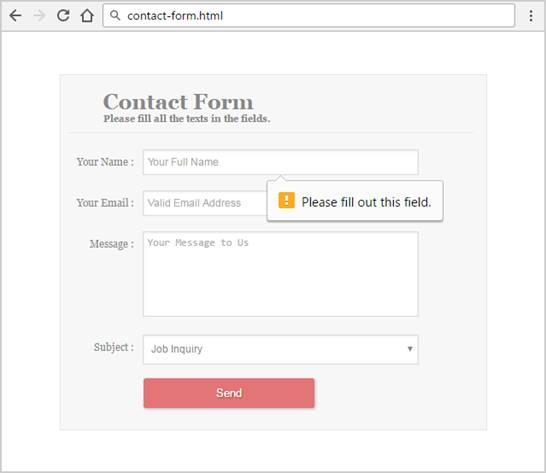 contact-form.html
Contact Form
Please fill all the texts in the fields.
Your Name :
Your Full Name
Your Email :
Valid Email Address
Please fill out this field.
Message :
Your Message to Us
Subject :
Job Inquiry
Send